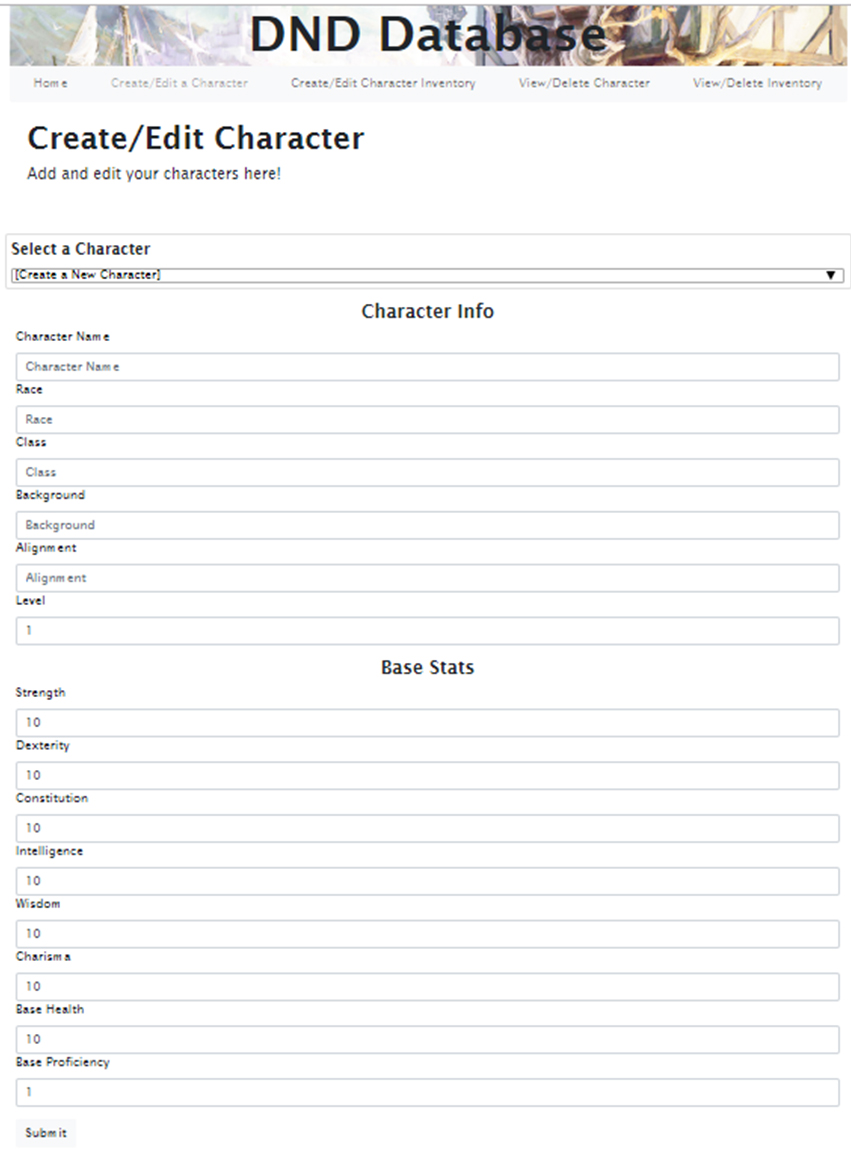 DND Database
Home Create/Edit a Character Create/Edit Character Inventory View/Delete Character View/Delete Inventory
Create/Edit Character
Add and edit your characters here!
Select a Character
[Create a New Character] ▼
Character Info
Character Name
Character Name
Race
Race
Class
Class
Background
Background
Alignment
Alignment
Level
1
Base Stats
Strength
10
Dexterity
10
Constitution
10
Intelligence
10
Wisdom
10
Charisma
10
Base Health
10
Base Proficiency
1
Submit